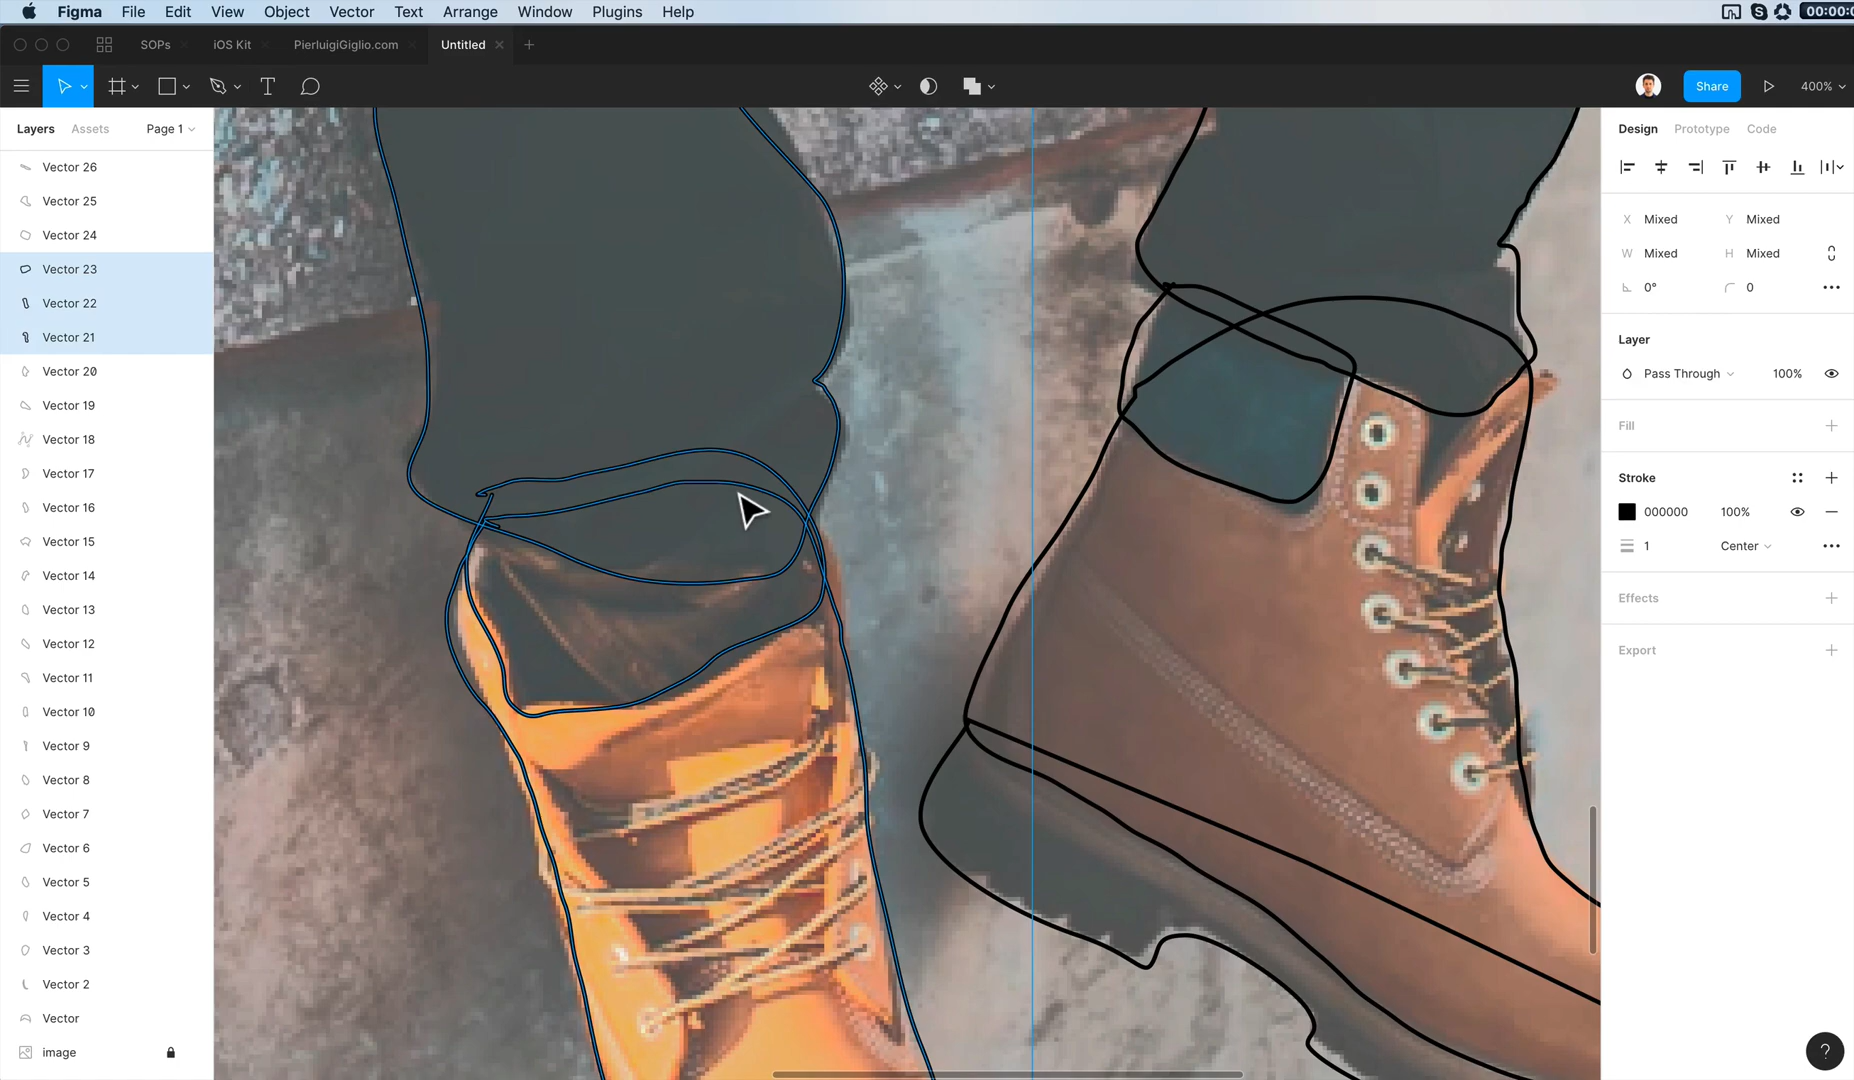 Figma File Edit View Object Vector Text Arrange Window Plugins Help
SOPs iOS Kit PierluigiGiglio.com Untitled
Share 400%
Layers Assets Page 1
Vector 26
Vector 25
Vector 24
Vector 23
Vector 22
Vector 21
Vector 20
Vector 19
Vector 18
Vector 17
Vector 16
Vector 15
Vector 14
Vector 13
Vector 12
Vector 11
Vector 10
Vector 9
Vector 8
Vector 7
Vector 6
Vector 5
Vector 4
Vector 3
Vector 2
Vector
image
Design Prototype Code
X Mixed Y Mixed
W Mixed H Mixed
0° 0
Layer
Pass Through 100%
Fill
Stroke
000000 100%
1 Center
Effects
Export
?